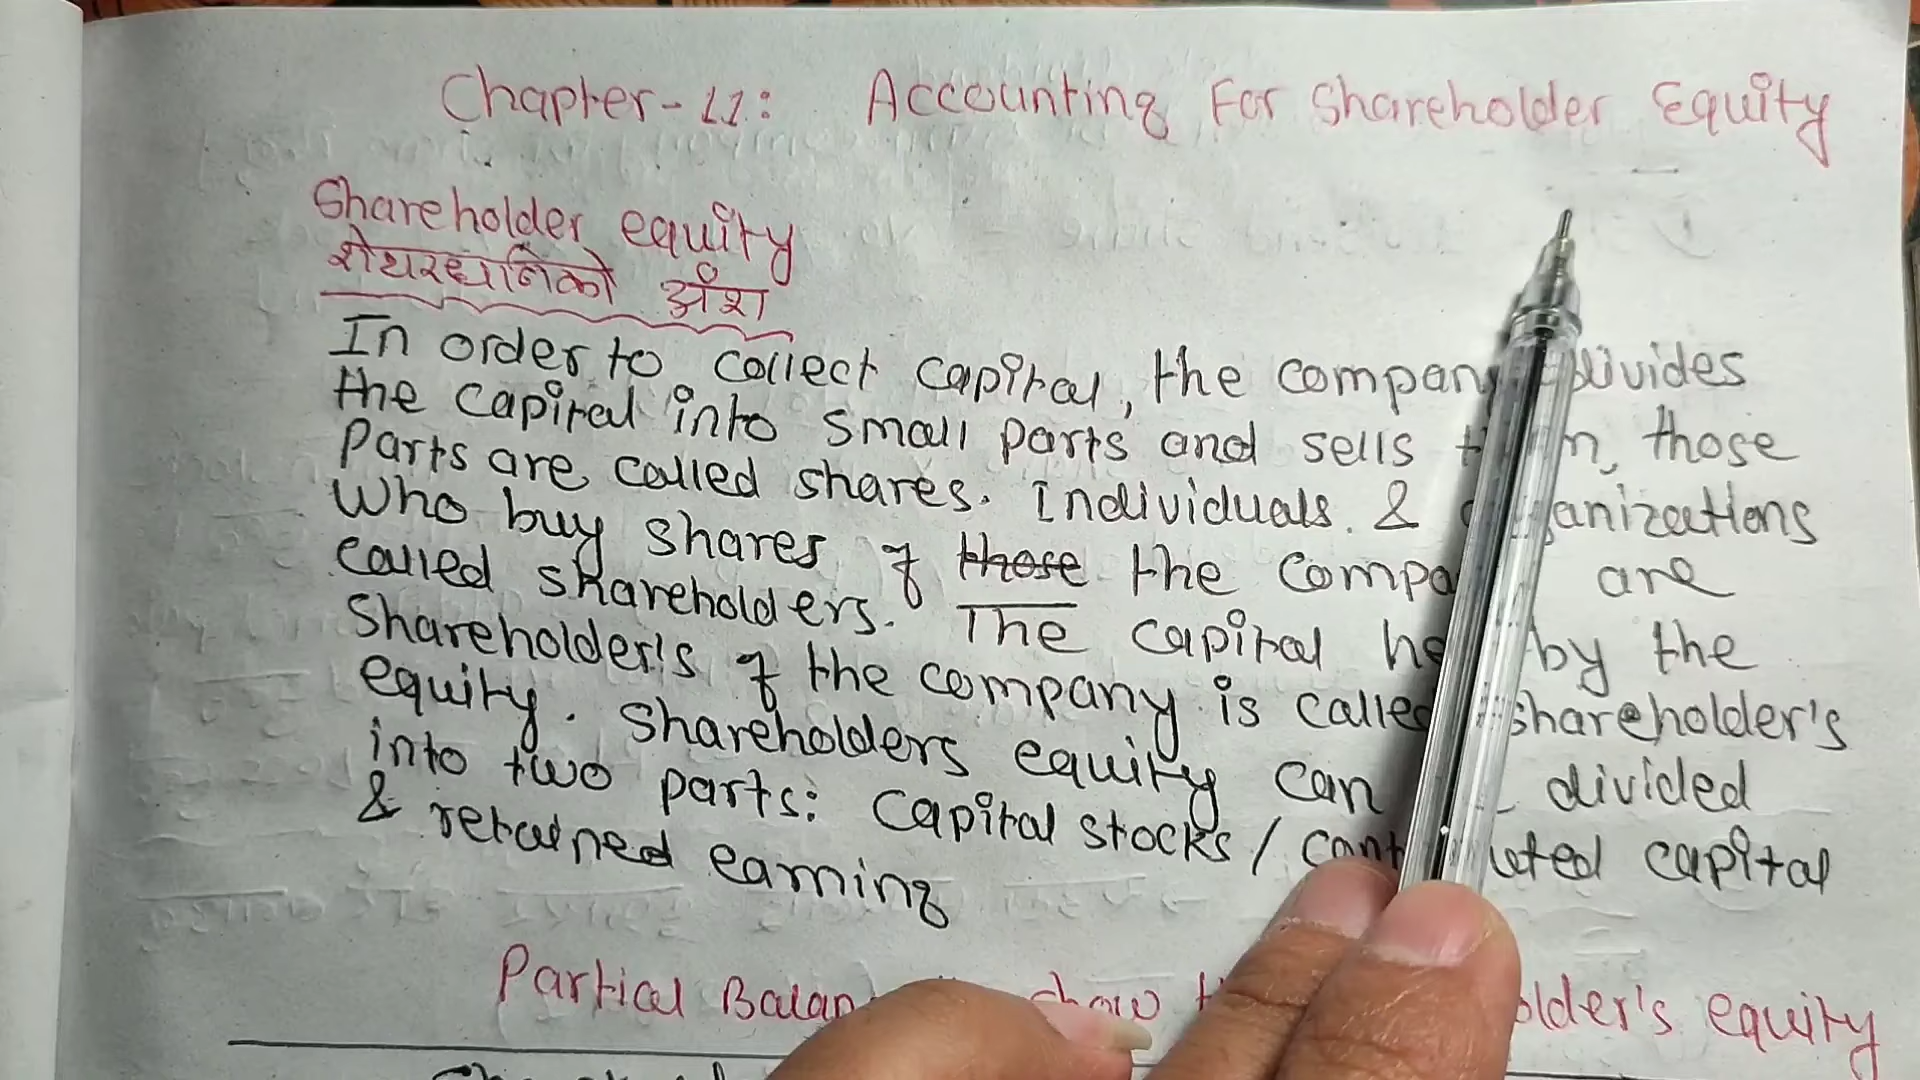 Chapter-11: Accounting For Shareholder Equity
Shareholder equity
शेयरधनिको अंश
In order to collect capital, the company divides
the capital into small parts and sells, those
Parts are called shares. Individuals &
who buy shares of those the are
called shareholders. The capital by the
Shareholder's of the company is called shareholder's
equity. Shareholders equity can divided
into two parts: Capital stocks / capital
& retained earning
Partial show equity